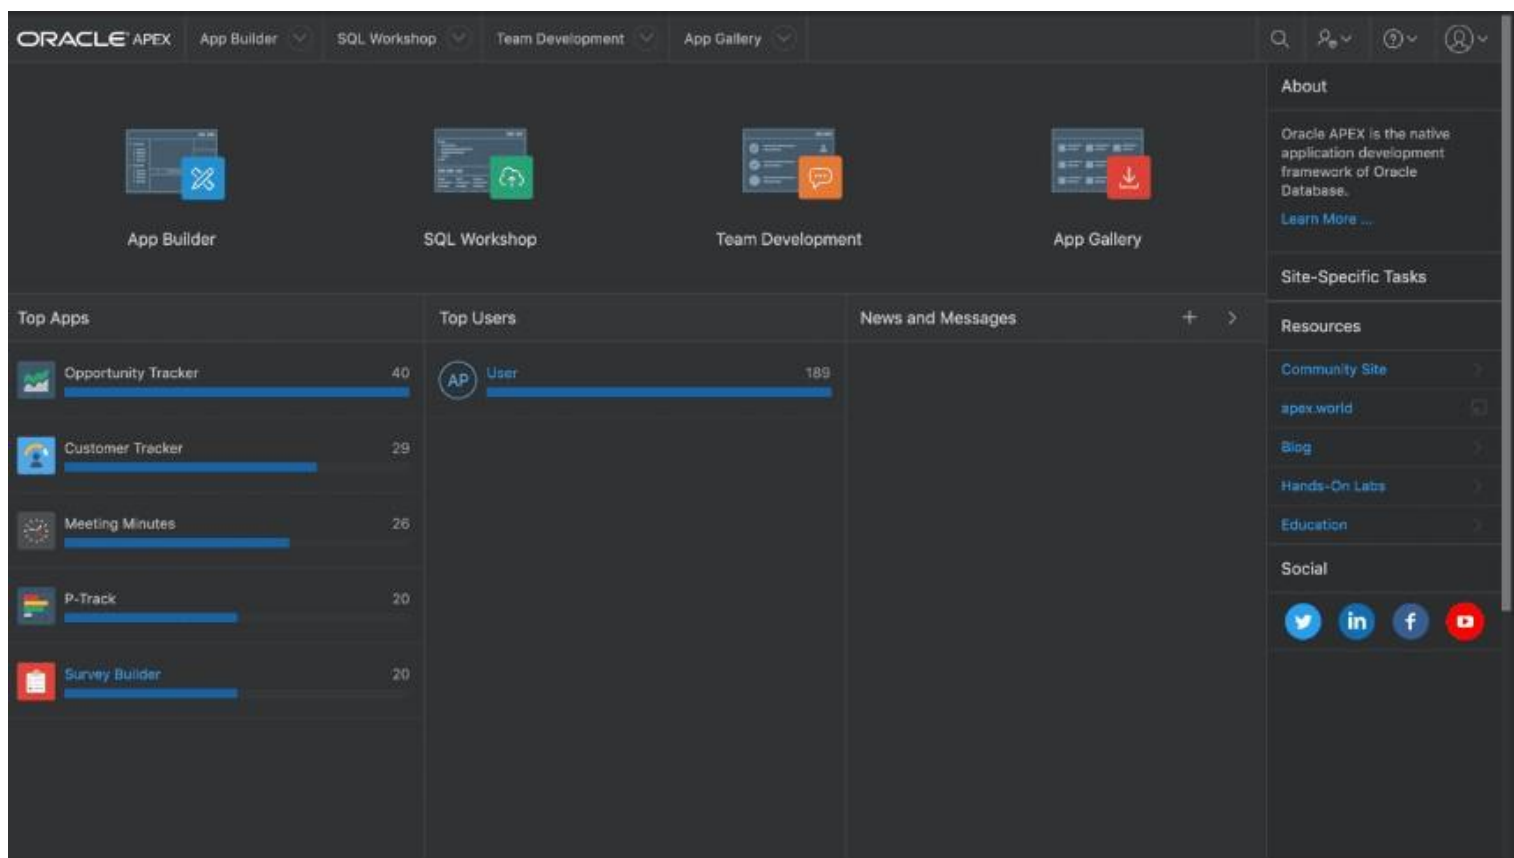 ORACLE APEX App Builder SQL Workshop Team Development App Gallery
App Builder
SQL Workshop
Team Development
App Gallery
Top Apps
Opportunity Tracker 40
Customer Tracker 29
Meeting Minutes 26
P-Track 20
Survey Builder 20
Top Users
AP User 189
News and Messages
About
Oracle APEX is the native
application development
framework of Oracle
Database.
Learn More ...
Site-Specific Tasks
Resources
Community Site
apex.world
Blog
Hands-On Labs
Education
Social
in
f